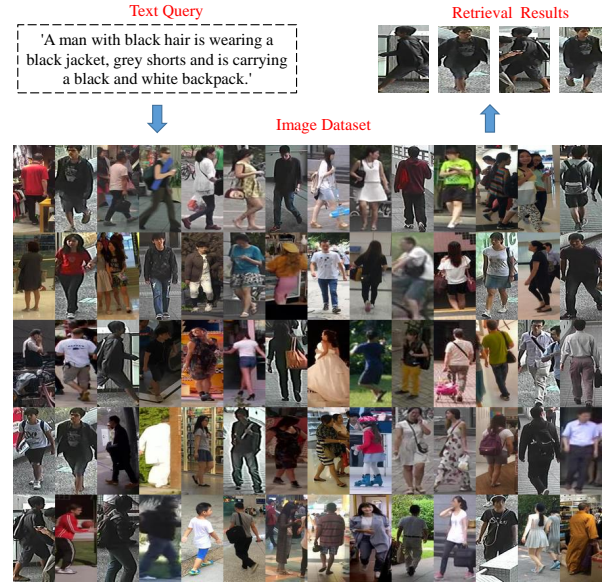 Text Query
Retrieval Results
'A man with black hair is wearing a
black jacket, grey shorts and is carrying
a black and white backpack.'
Image Dataset